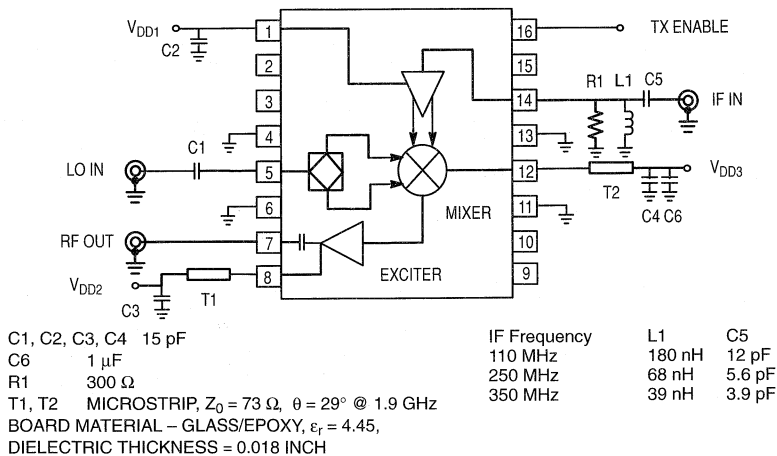 VDD1
C2
1
2
3
4
5
6
7
8
16
15
14
13
12
11
10
9
TX ENABLE
R1
L1
C5
IF IN
C1
LO IN
MIXER
T2
VDD3
C4 C6
RF OUT
EXCITER
VDD2
C3
T1
C1, C2, C3, C4 15 pF
C6 1 μF
R1 300 Ω
T1, T2 MICROSTRIP, Z0 = 73 Ω, θ = 29° @ 1.9 GHz
BOARD MATERIAL – GLASS/EPOXY, εr = 4.45,
DIELECTRIC THICKNESS = 0.018 INCH
IF Frequency L1 C5
110 MHz 180 nH 12 pF
250 MHz 68 nH 5.6 pF
350 MHz 39 nH 3.9 pF